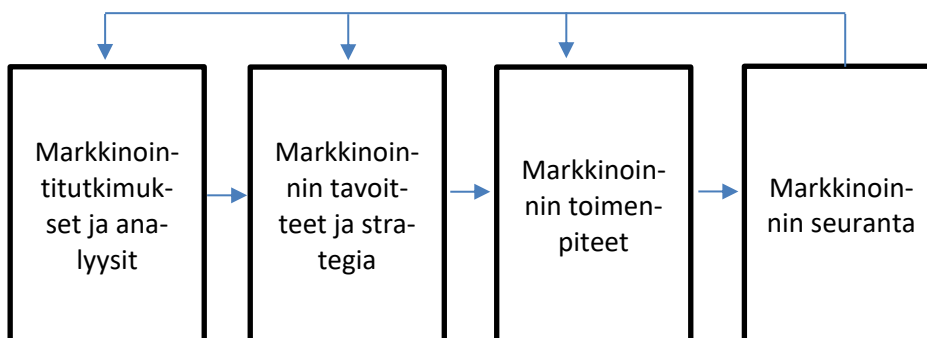 Markkinoin-
titutkimuk-
set ja ana-
lyysit
Markkinoin-
nin tavoit-
teet ja stra-
tegia
Markkinoin-
nin toimen-
piteet
Markkinoin-
nin seuranta